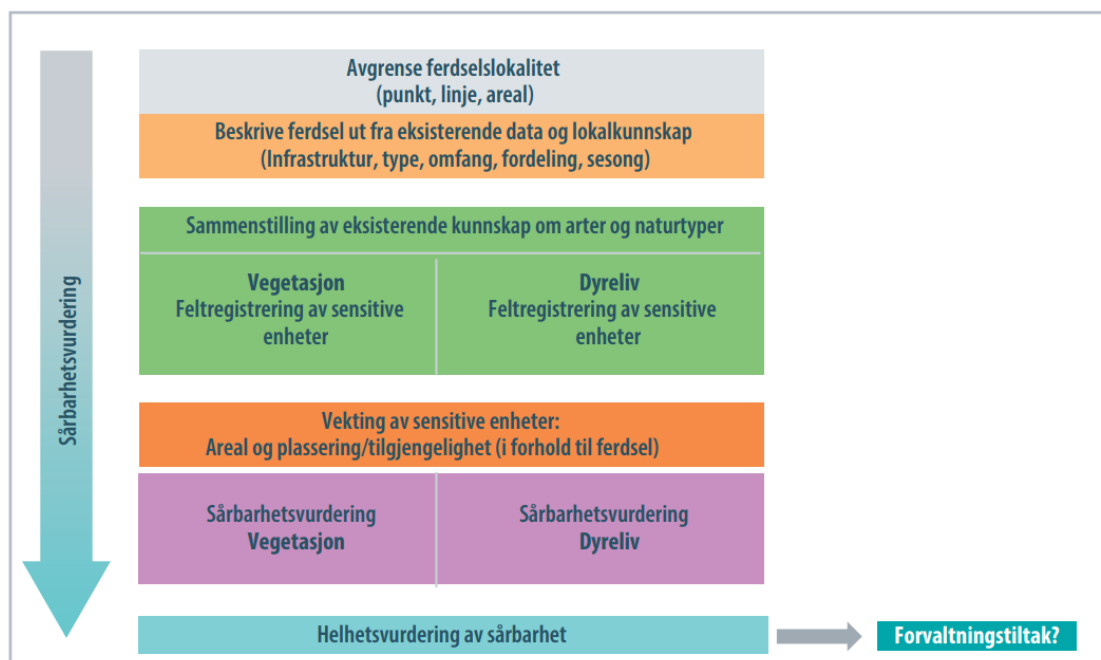 Sårbarhetsvurdering
Avgrense ferdselslokalitet
(punkt, linje, areal)
Beskrive ferdsel ut fra eksisterende data og lokalkunnskap
(Infrastruktur, type, omfang, fordeling, sesong)
Sammenstilling av eksisterende kunnskap om arter og naturtyper
Vegetasjon
Feltregistrering av sensitive
enheter
Dyreliv
Feltregistrering av sensitive
enheter
Vekting av sensitive enheter:
Areal og plassering/tilgjengelighet (i forhold til ferdsel)
Sårbarhetsvurdering
Vegetasjon
Sårbarhetsvurdering
Dyreliv
Helhetsvurdering av sårbarhet
Forvaltningstiltak?